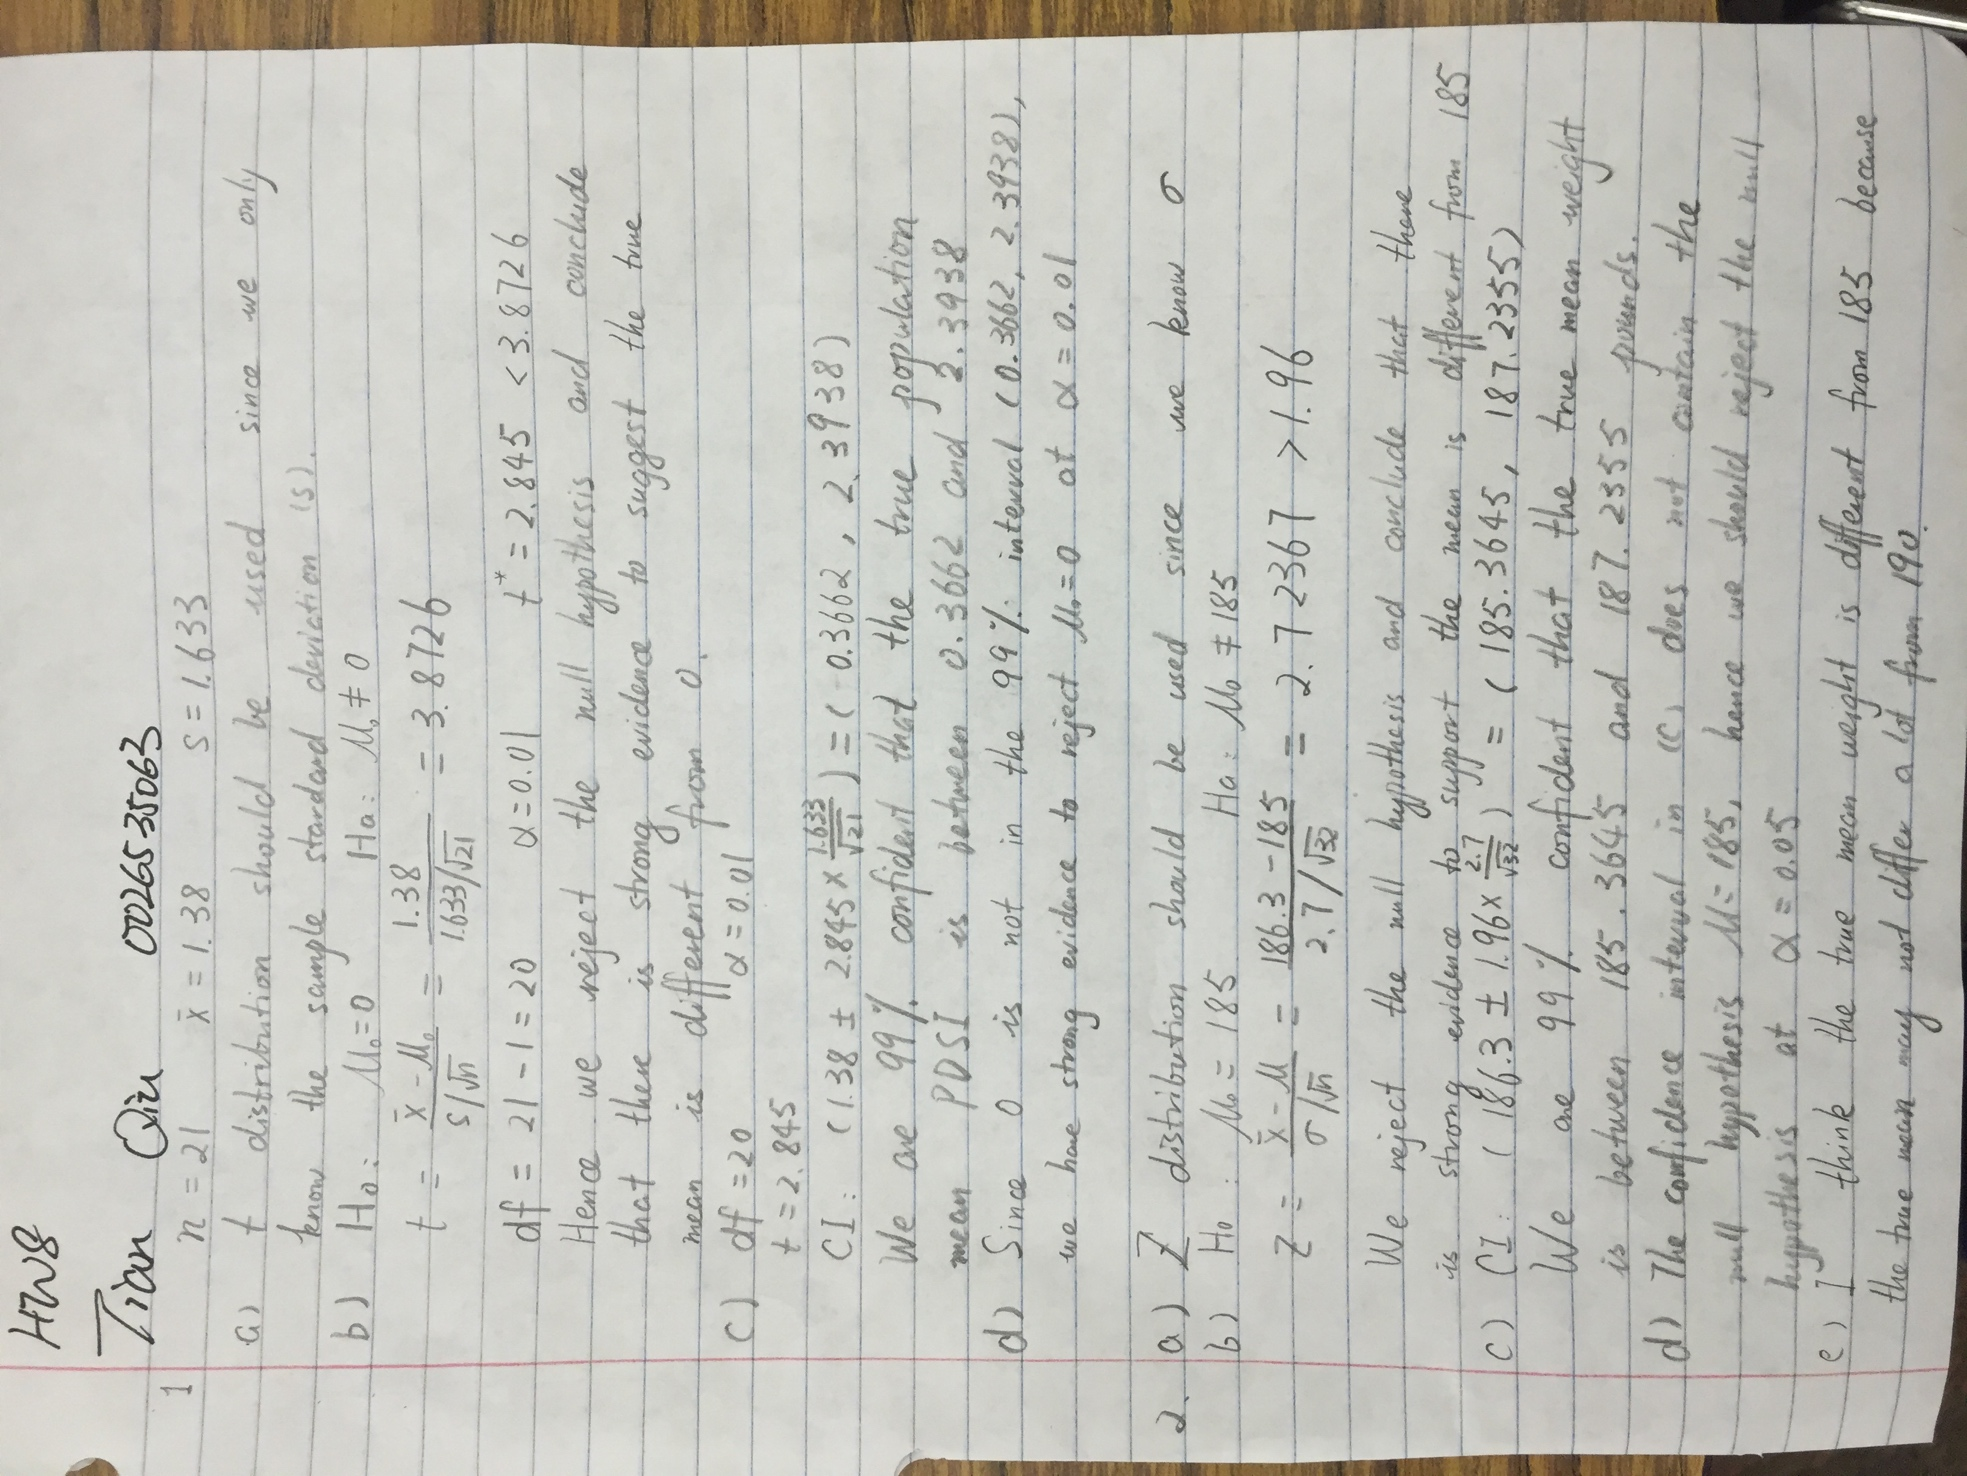 HW8
Tian Qiu 0026535063
1 n = 21 x̄ = 1.38 s = 1.633
a) t distribution should be used since we only
know the sample standard deviation (s).
b) H₀: μ₀=0 Ha: μ₀≠0
t = (x̄-μ₀)/(s/√n) = 1.38/(1.633/√21) = 3.8726
df = 21-1=20 α=0.01 t* = 2.845 < 3.8726
Hence we reject the null hypothesis and conclude
that there is strong evidence to suggest the true
mean is different from 0.
c) df=20 α=0.01
t = 2.845
CI: (1.38 ± 2.845× 1.633/√21) = (0.3662, 2.3938)
We are 99% confident that the true population
mean PDSI is between 0.3662 and 2.3938
d) Since 0 is not in the 99% interval (0.3662, 2.3938),
we have strong evidence to reject μ₀=0 at α=0.01
2. a) Z distribution should be used since we know σ
b) H₀: μ₀=185 Ha: μ₀≠185
Z = (x̄-μ)/(σ/√n) = (186.3-185)/(2.7/√32) = 2.72367 > 1.96
We reject the null hypothesis and conclude that there
is strong evidence to support the mean is different from 185
c) CI: (186.3 ± 1.96× 2.7/√32) = (185.3645, 187.2355)
We are 99% confident that the true mean weight
is between 185.3645 and 187.2355 pounds.
d) The confidence interval in (c) does not contain the
null hypothesis μ=185, hence we should reject the null
hypothesis at α=0.05
e) I think the true mean weight is different from 185 because
the true mean may not differ a lot from 190.